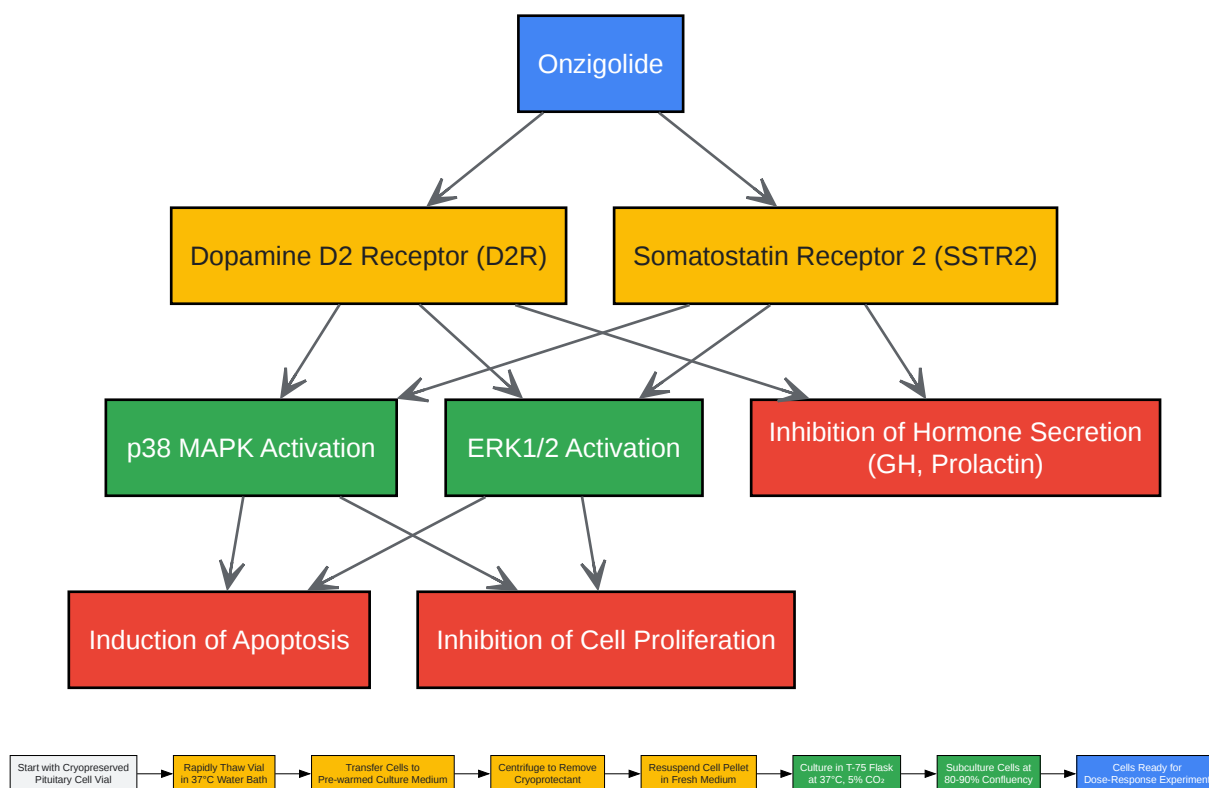 Onzigolide
Dopamine D2 Receptor (D2R)
Somatostatin Receptor 2 (SSTR2)
p38 MAPK Activation
ERK1/2 Activation
Inhibition of Hormone Secretion
(GH, Prolactin)
Induction of Apoptosis
Inhibition of Cell Proliferation
Start with Cryopreserved
Pituitary Cell Vial
Rapidly Thaw Vial
in 37°C Water Bath
Transfer Cells to
Pre-warmed Culture Medium
Centrifuge to Remove
Cryoprotectant
Resuspend Cell Pellet
in Fresh Medium
Culture in T-75 Flask
at 37°C, 5% CO₂
Subculture Cells at
80-90% Confluency
Cells Ready for
Dose-Response Experiment